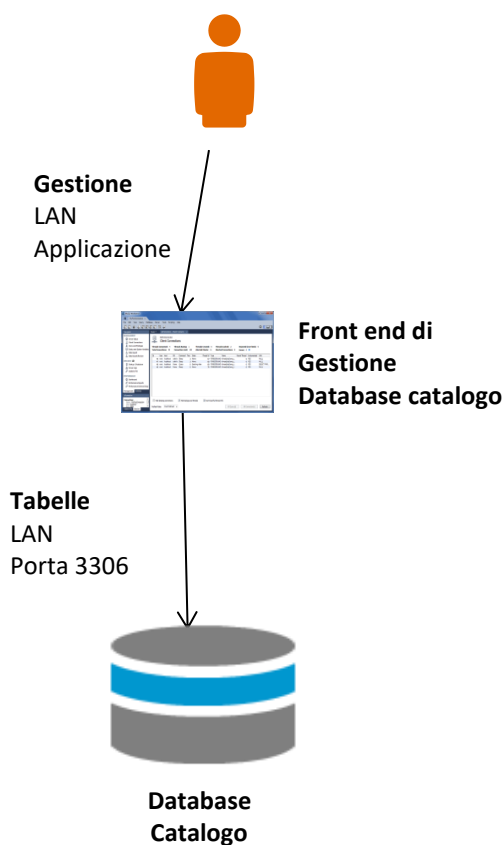 Gestione
LAN
Applicazione
Front end di
Gestione
Database catalogo
Tabelle
LAN
Porta 3306
Database
Catalogo